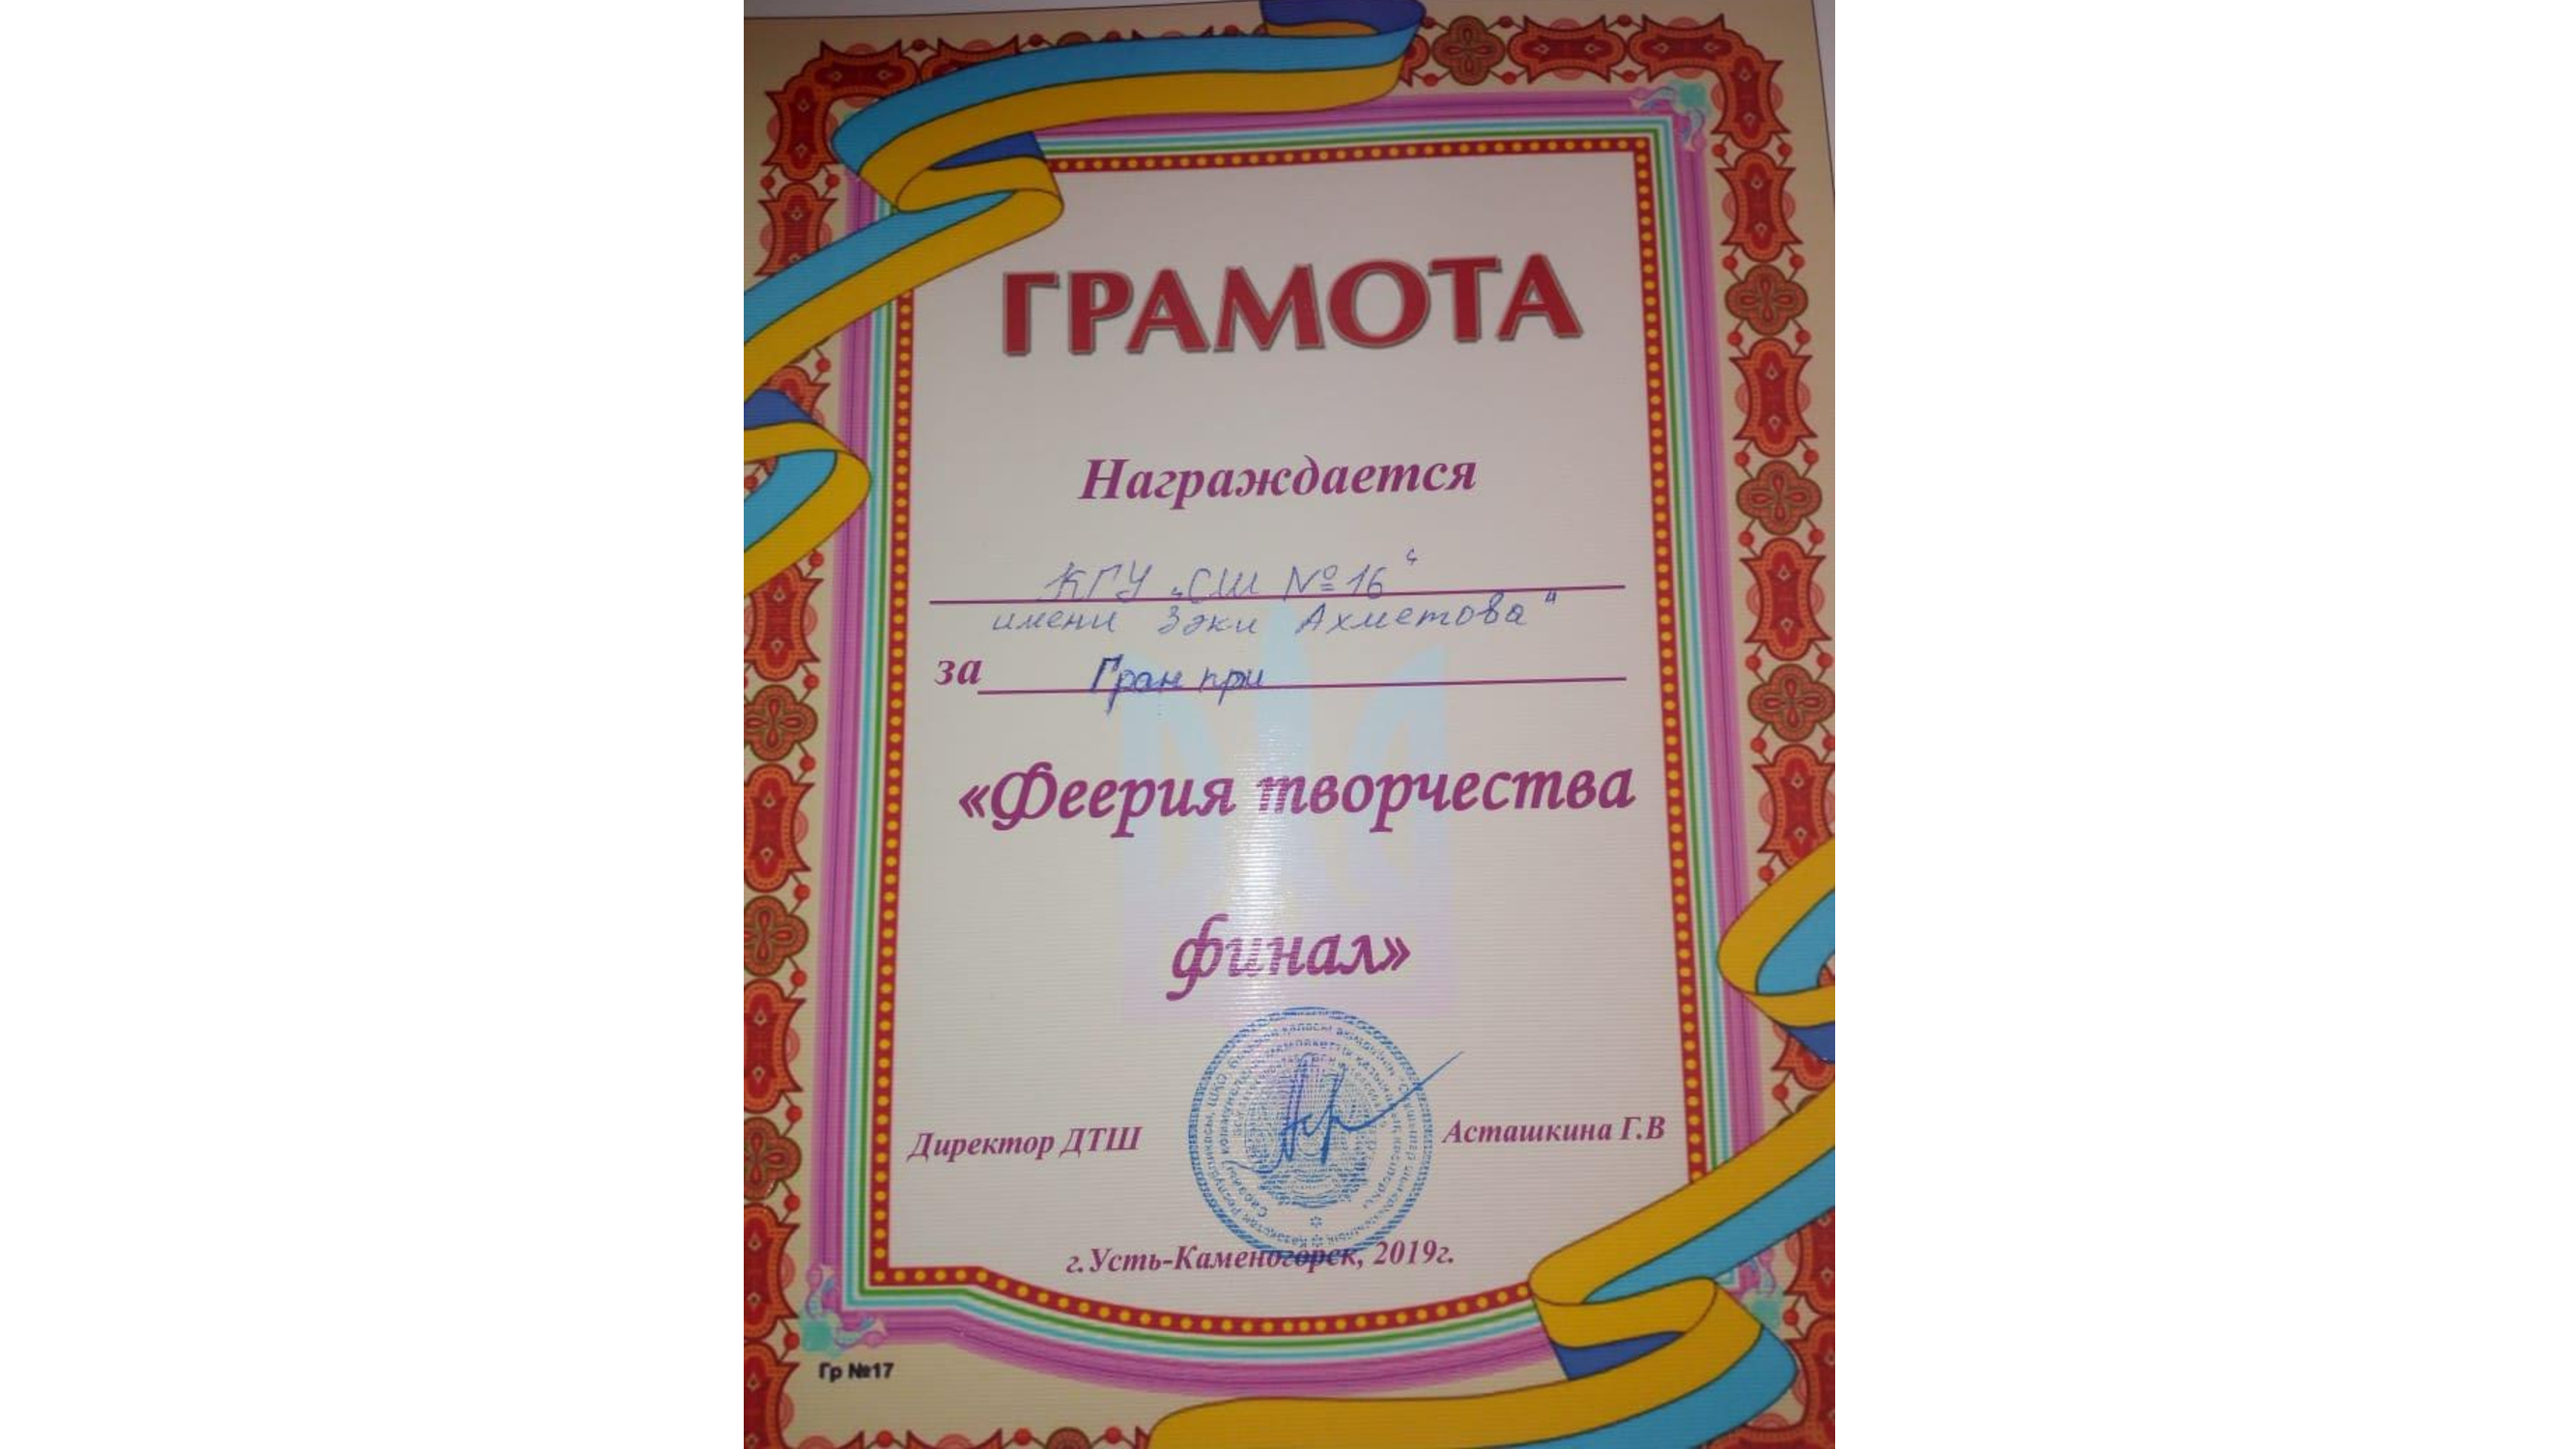 ГРАМОТА
Награждается
КГУ „СШ №16"
имени Зәки Ахметова"
за Гран при
«Феерия творчества
финал»
Директор ДТШ Асташкина Г.В
г.Усть-Каменогорск, 2019г.
Гр №17